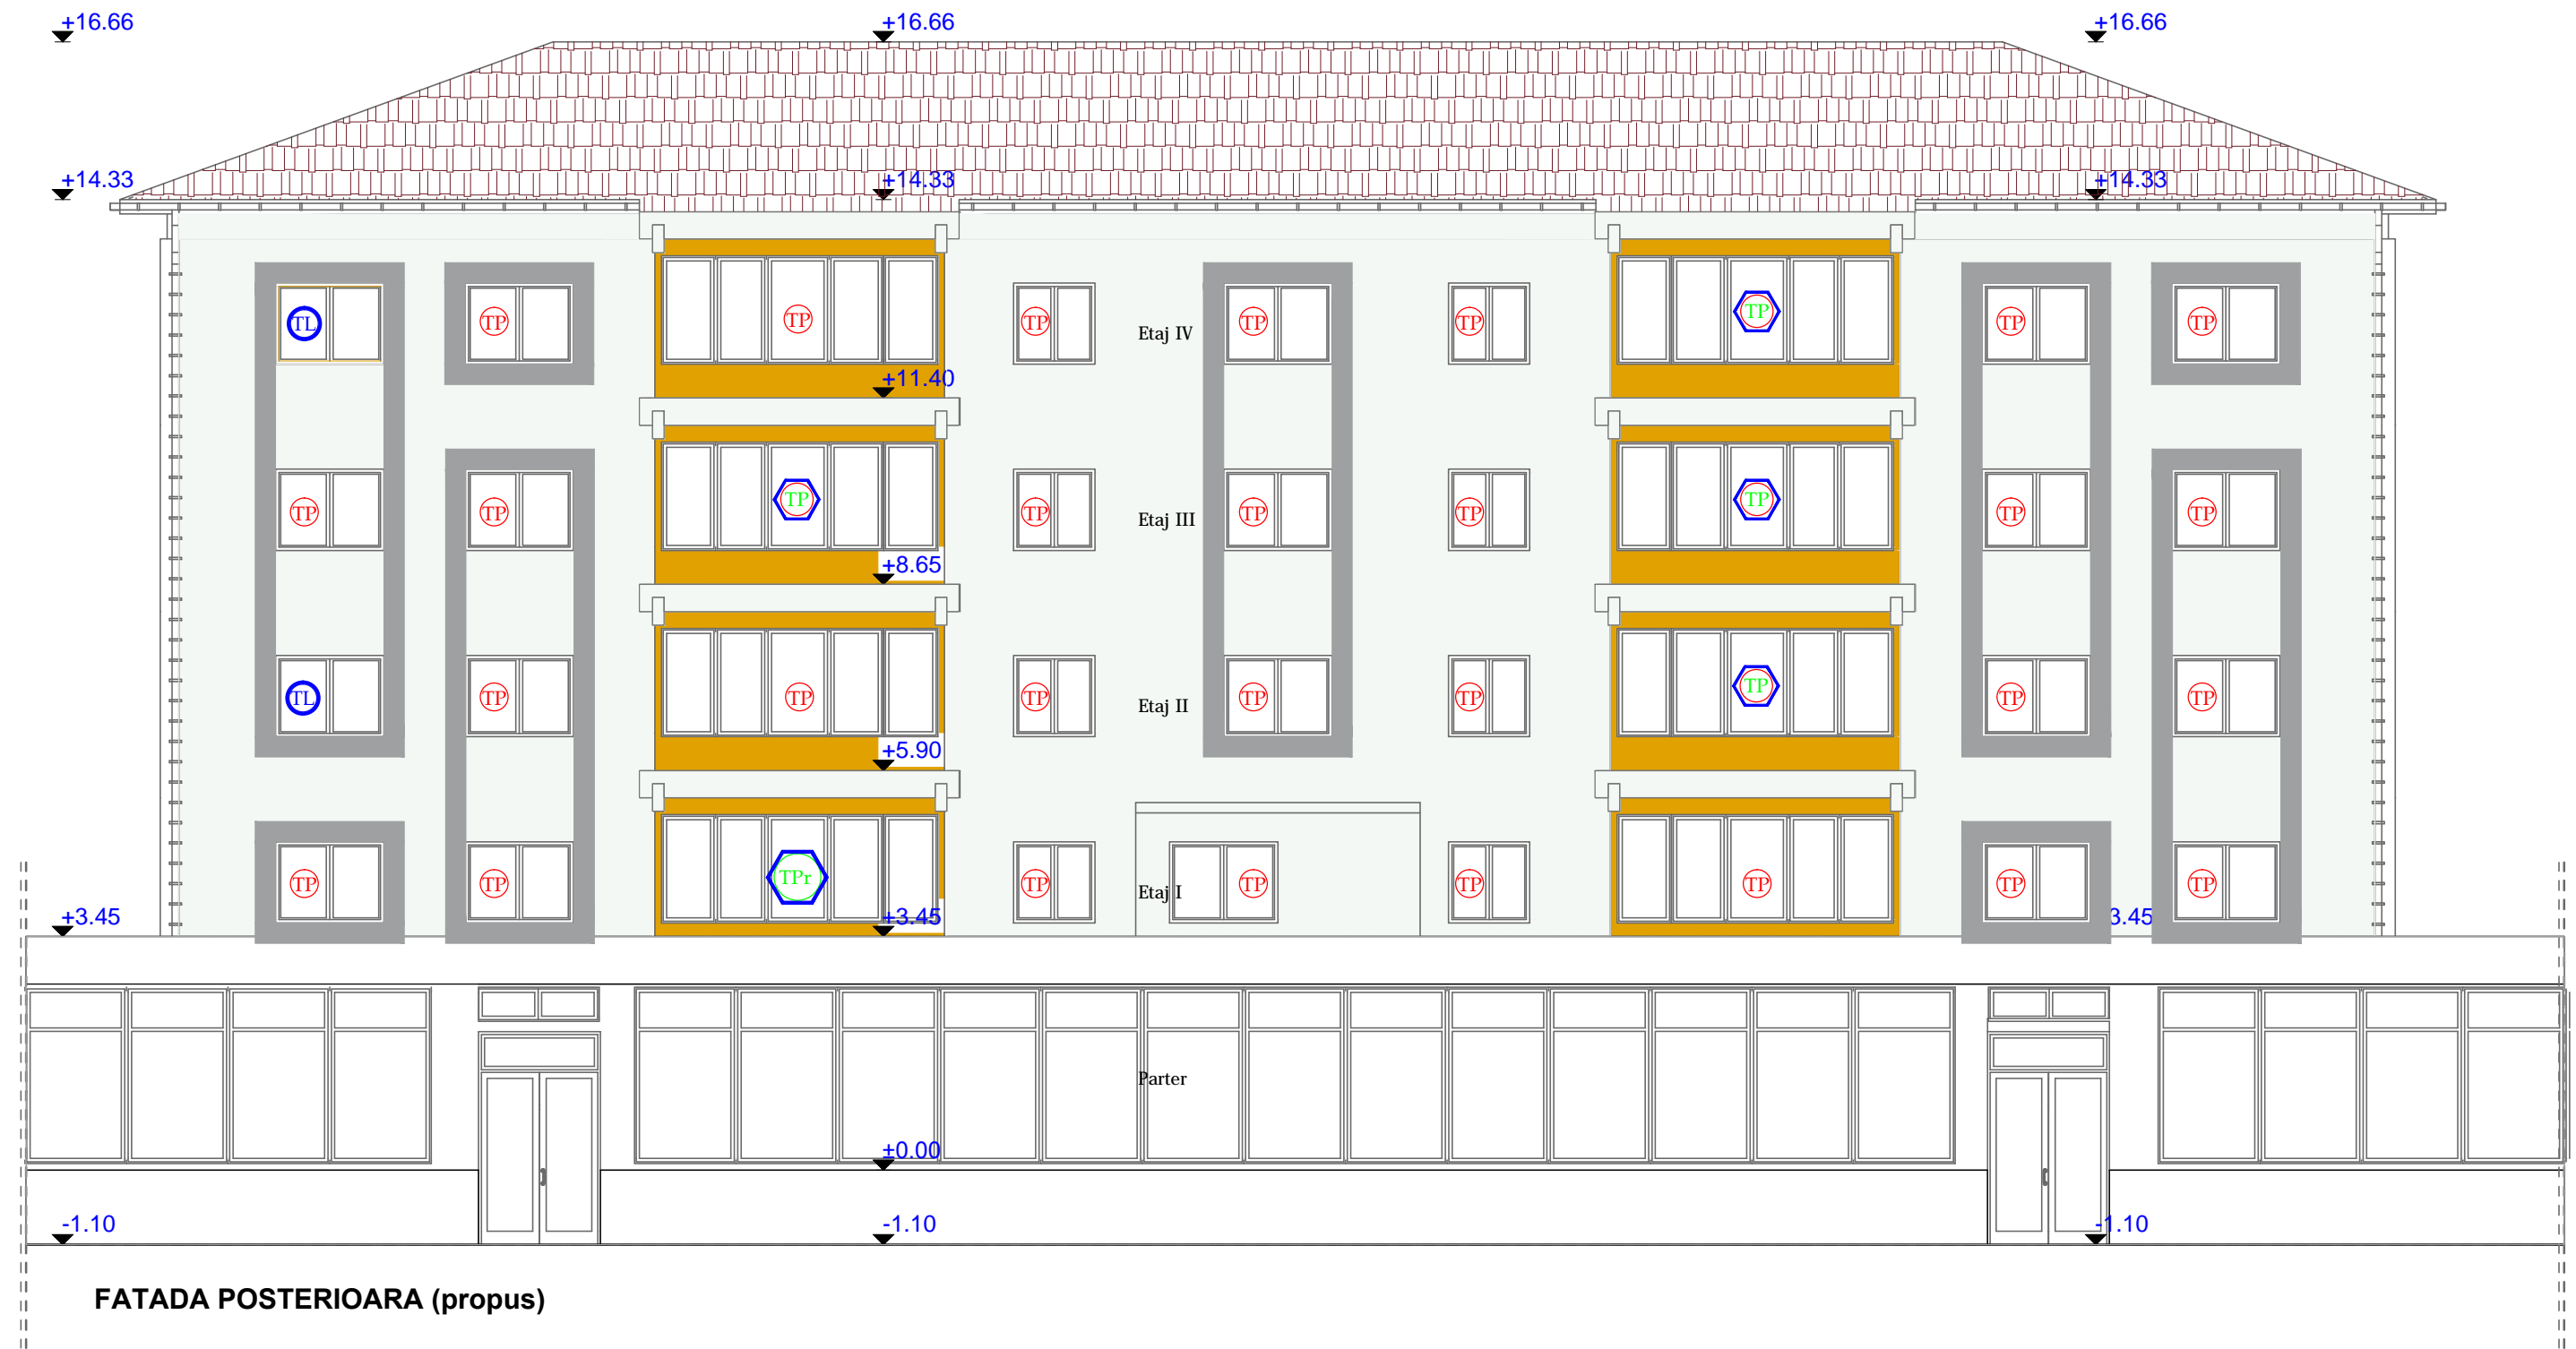 +16.66 +16.66 +16.66
+14.33 +14.33 +14.33
TL TP TP TP Etaj IV TP TP TP TP TP
+11.40
TP TP TP TP Etaj III TP TP TP TP TP
+8.65
TL TP TP TP Etaj II TP TP TP TP TP
+5.90
TP TP TPr TP Etaj I TP TP TP TP TP
+3.45 +3.45 3.45
Parter
±0.00
-1.10 -1.10 -1.10
FATADA POSTERIOARA (propus)